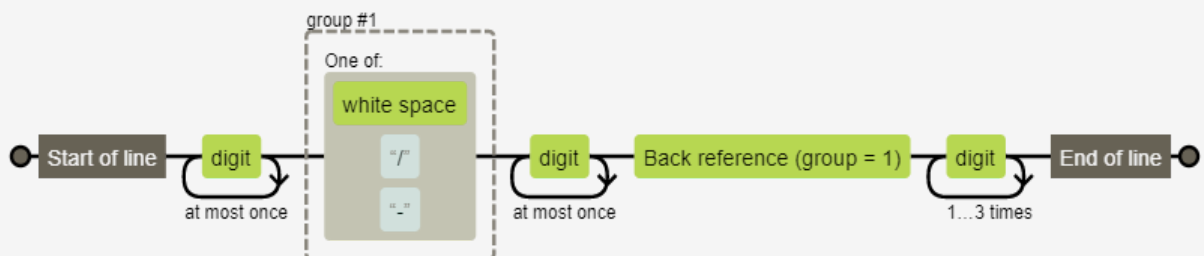 group #1
One of:
white space
Start of line digit “/” digit Back reference (group = 1) digit End of line
at most once “-” at most once 1...3 times